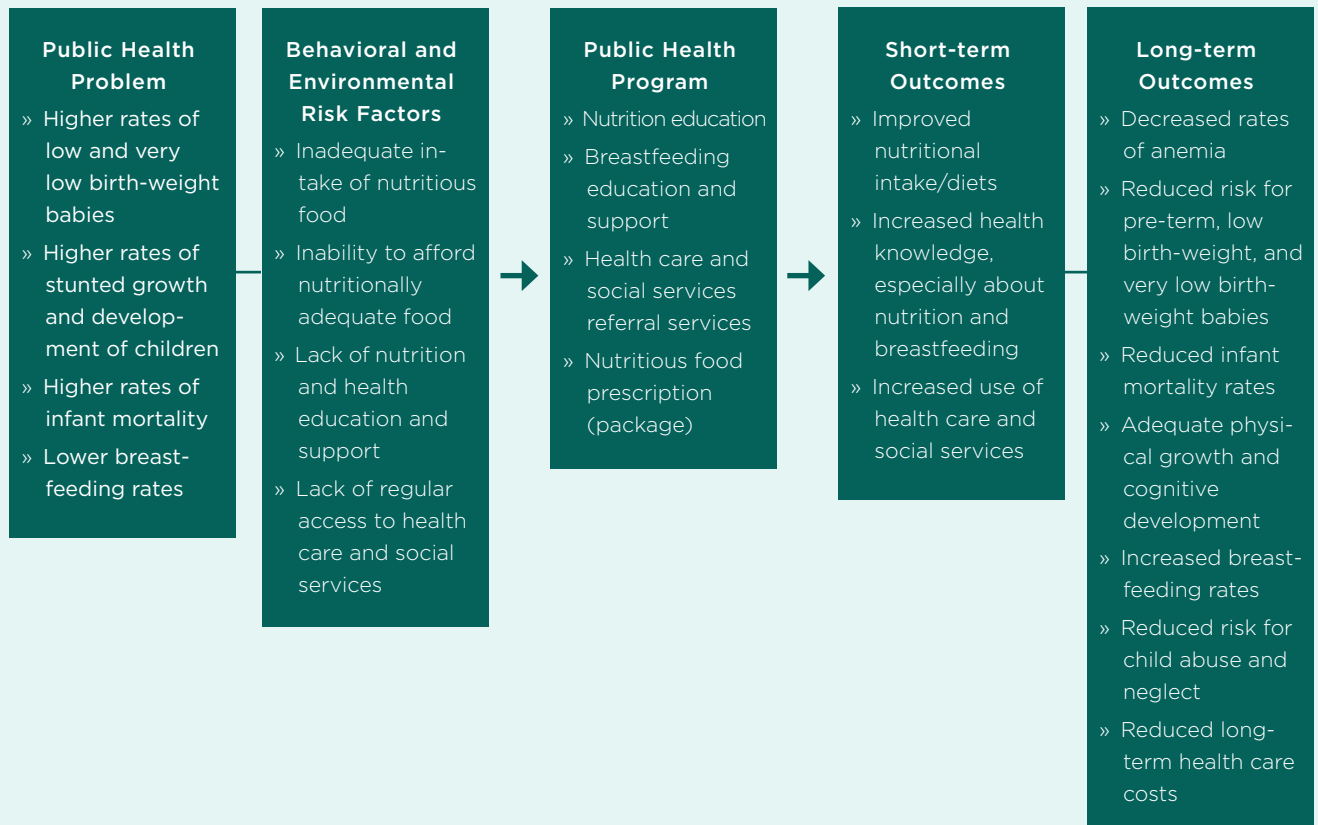 Public Health
Problem
» Higher rates of
low and very
low birth-weight
babies
» Higher rates of
stunted growth
and develop-
ment of children
» Higher rates of
infant mortality
» Lower breast-
feeding rates
Behavioral and
Environmental
Risk Factors
» Inadequate in-
take of nutritious
food
» Inability to afford
nutritionally
adequate food
» Lack of nutrition
and health
education and
support
» Lack of regular
access to health
care and social
services
Public Health
Program
» Nutrition education
» Breastfeeding
education and
support
» Health care and
social services
referral services
» Nutritious food
prescription
(package)
Short-term
Outcomes
» Improved
nutritional
intake/diets
» Increased health
knowledge,
especially about
nutrition and
breastfeeding
» Increased use of
health care and
social services
Long-term
Outcomes
» Decreased rates
of anemia
» Reduced risk for
pre-term, low
birth-weight, and
very low birth-
weight babies
» Reduced infant
mortality rates
» Adequate physi-
cal growth and
cognitive
development
» Increased breast-
feeding rates
» Reduced risk for
child abuse and
neglect
» Reduced long-
term health care
costs